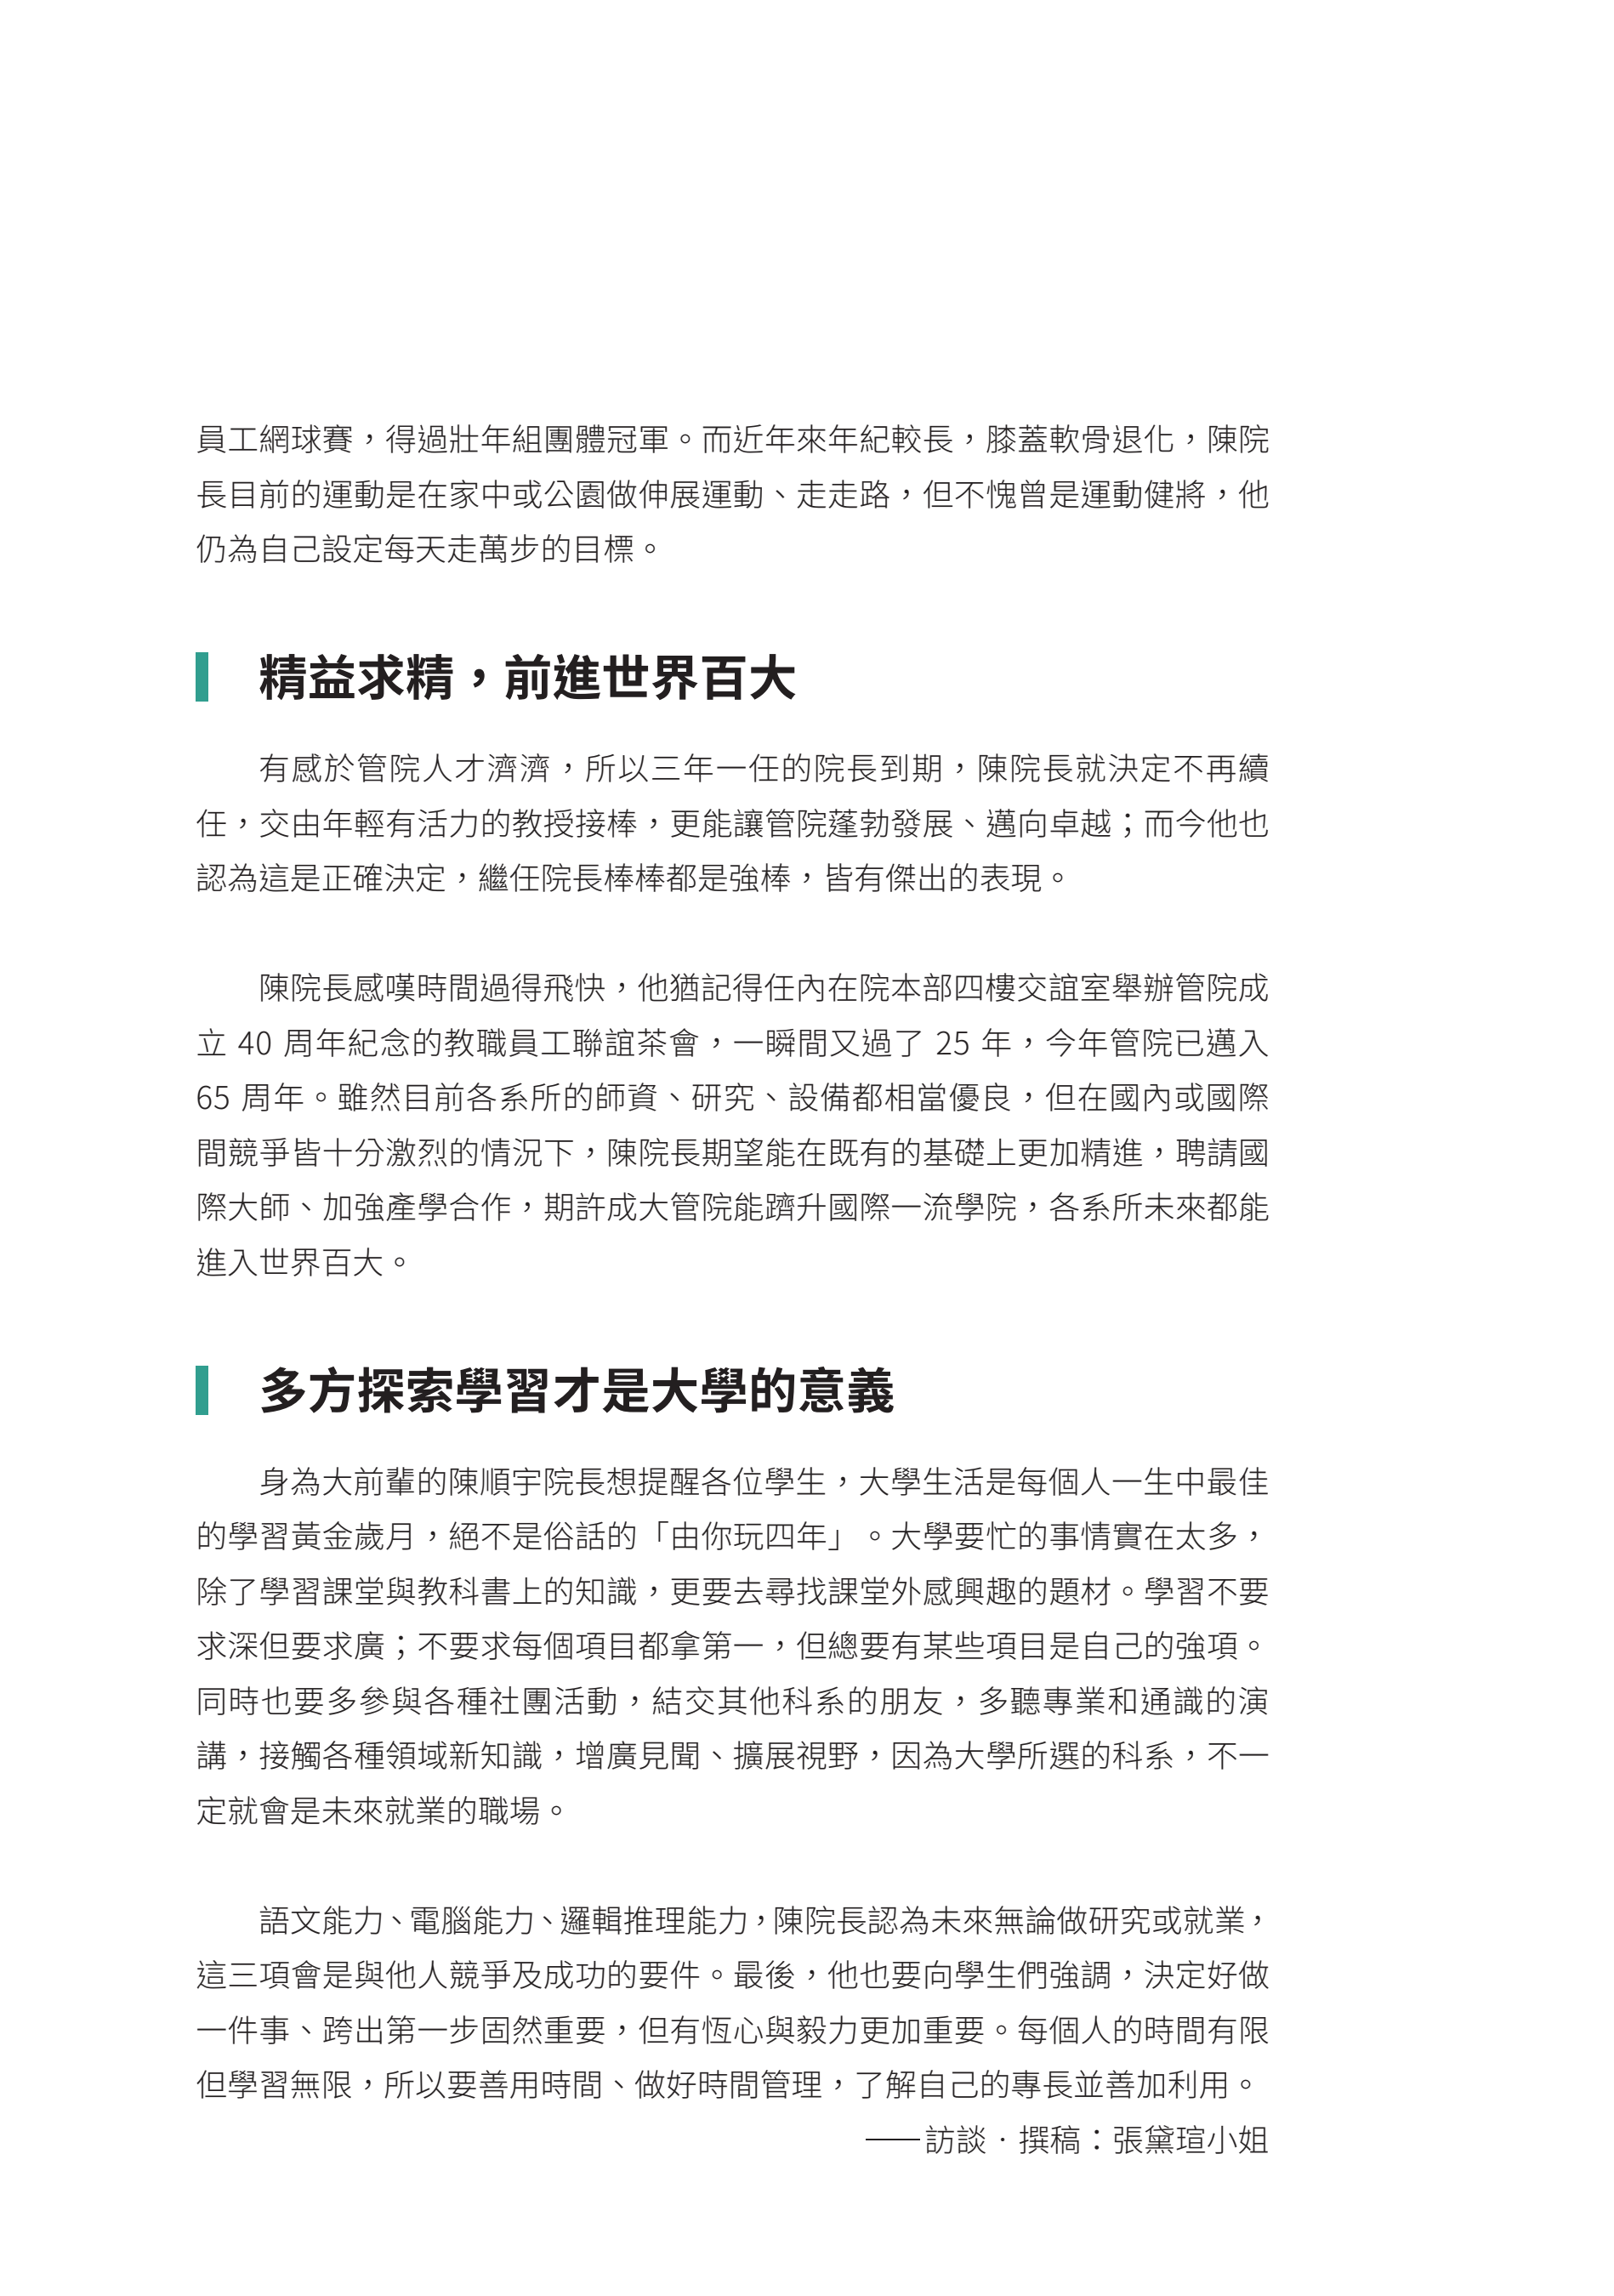 員工網球賽，得過壯年組團體冠軍。而近年來年紀較長，膝蓋軟骨退化，陳院
長目前的運動是在家中或公園做伸展運動、走走路，但不愧曾是運動健將，他
仍為自己設定每天走萬步的目標。
精益求精，前進世界百大
有感於管院人才濟濟，所以三年一任的院長到期，陳院長就決定不再續
任，交由年輕有活力的教授接棒，更能讓管院蓬勃發展、邁向卓越；而今他也
認為這是正確決定，繼任院長棒棒都是強棒，皆有傑出的表現。
陳院長感嘆時間過得飛快，他猶記得任內在院本部四樓交誼室舉辦管院成
立 40 周年紀念的教職員工聯誼茶會，一瞬間又過了 25 年，今年管院已邁入
65 周年。雖然目前各系所的師資、研究、設備都相當優良，但在國內或國際
間競爭皆十分激烈的情況下，陳院長期望能在既有的基礎上更加精進，聘請國
際大師、加強產學合作，期許成大管院能躋升國際一流學院，各系所未來都能
進入世界百大。
多方探索學習才是大學的意義
身為大前輩的陳順宇院長想提醒各位學生，大學生活是每個人一生中最佳
的學習黃金歲月，絕不是俗話的「由你玩四年」。大學要忙的事情實在太多，
除了學習課堂與教科書上的知識，更要去尋找課堂外感興趣的題材。學習不要
求深但要求廣；不要求每個項目都拿第一，但總要有某些項目是自己的強項。
同時也要多參與各種社團活動，結交其他科系的朋友，多聽專業和通識的演
講，接觸各種領域新知識，增廣見聞、擴展視野，因為大學所選的科系，不一
定就會是未來就業的職場。
語文能力、電腦能力、邏輯推理能力，陳院長認為未來無論做研究或就業，
這三項會是與他人競爭及成功的要件。最後，他也要向學生們強調，決定好做
一件事、跨出第一步固然重要，但有恆心與毅力更加重要。每個人的時間有限
但學習無限，所以要善用時間、做好時間管理，了解自己的專長並善加利用。
——訪談．撰稿：張黛瑄小姐